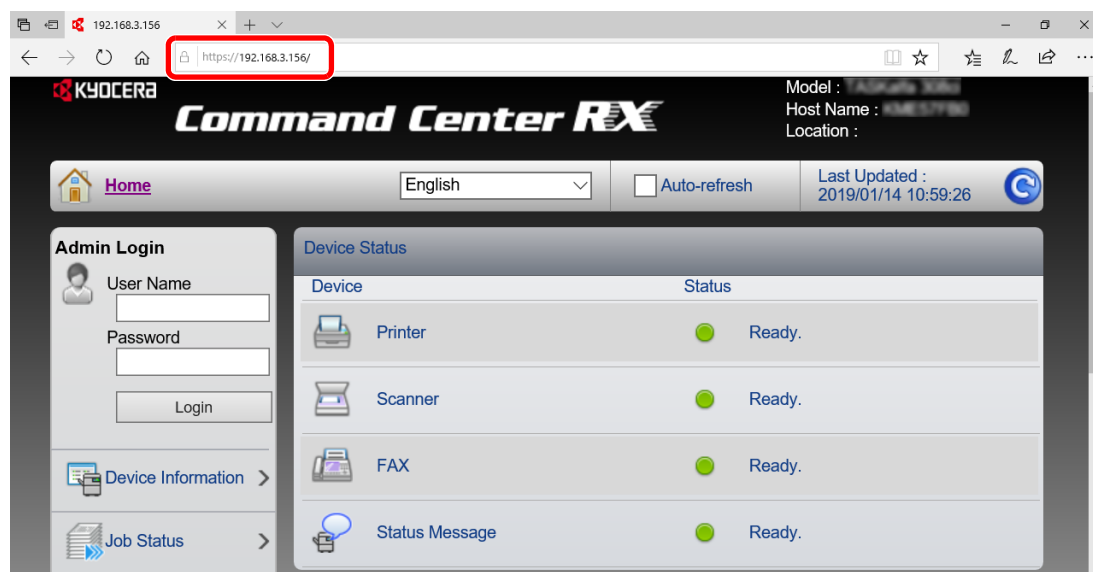 192.168.3.156
https://192.168.3.156/
KYOCERA
Command Center RX
Model :
Host Name :
Location :
Home
English
Auto-refresh
Last Updated :
2019/01/14 10:59:26
Admin Login
User Name
Password
Login
Device Information
Job Status
Device Status
Device Status
Printer Ready.
Scanner Ready.
FAX Ready.
Status Message Ready.